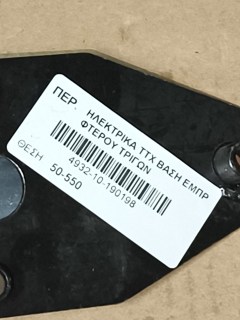 ΠΕΡ ΗΛΕΚΤΡΙΚΑ ΤΤΧ ΒΑΣΗ ΕΜΠΡ
ΦΤΕΡΟΥ ΤΡΙΓΩΝ
4932-10-190198
ΘΕΣΗ 50-550